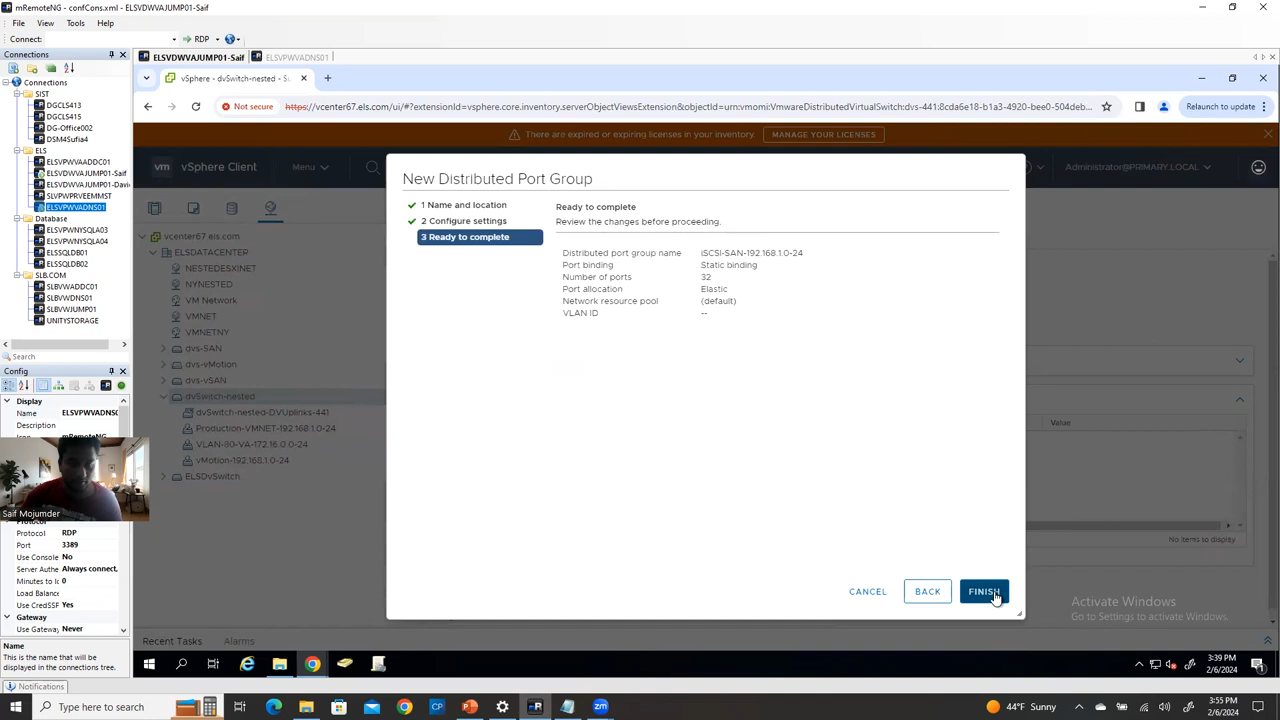 mRemoteNG - confCons.xml - ELSVDWVAJUMP01-Saif
File View Tools Help
Connect: RDP
Connections
ELSVDWVAJUMP01-Saif ELSVPWVADNS01
vSphere - dvSwitch-nested - S
Not secure https://vcenter67.els.com/ui/#?extensionId=vsphere.core.inventory.serverObjectViewsExtension&objectId=urn:vmomi:VmwareDistributedVirtualSwitch:dvs-441:8cda6e18-b1a3-4920-bee0-504deb... Relaunch to update
There are expired or expiring licenses in your inventory. MANAGE YOUR LICENSES
vm vSphere Client Menu Administrator@PRIMARY.LOCAL
Connections
SIST
DGCLS413
DGCLS415
DG-Office002
DSM4Sufia4
ELS
ELSVPWVAADDC01
ELSVDWVAJUMP01-Saif
ELSVDWVAJUMP01-Davi
SLVPWPRVEEMMST
ELSVPWVADNS01
Database
ELSVPWNYSQLA03
ELSVPWNYSQLA04
ELSSQLDB01
ELSSQLDB02
SLB.COM
SLBVWADDC01
SLBVWDNS01
SLBVWJUMP01
UNITYSTORAGE
Search
Config
Display
Name ELSVPWVADNS0
Description
Icon mRemoteNG
Saif Mojumder
Protocol
Protocol RDP
Port 3389
Use Console No
Server Authe Always connect,
Minutes to Ic 0
Load Balance
Use CredSSP Yes
Gateway
Use Gateway Never
Name
This is the name that will be
displayed in the connections tree.
Notifications
vcenter67.els.com
ELSDATACENTER
NESTEDESXINET
NYNESTED
VM Network
VMNET
VMNETNY
dvs-SAN
dvs-vMotion
dvs-vSAN
dvSwitch-nested
dvSwitch-nested-DVUplinks-441
Production-VMNET-192.168.1.0-24
VLAN-80-VA-172.16.0.0-24
vMotion-192.168.1.0-24
ELSDvSwitch
New Distributed Port Group
1 Name and location
2 Configure settings
3 Ready to complete
Ready to complete
Review the changes before proceeding.
Distributed port group name iSCSI-SAN-192.168.1.0-24
Port binding Static binding
Number of ports 32
Port allocation Elastic
Network resource pool (default)
VLAN ID --
CANCEL BACK FINISH
Value
No items to display
Activate Windows
Go to Settings to activate Windows.
Recent Tasks Alarms
3:39 PM
2/6/2024
Type here to search
44°F Sunny
3:55 PM
2/6/2024